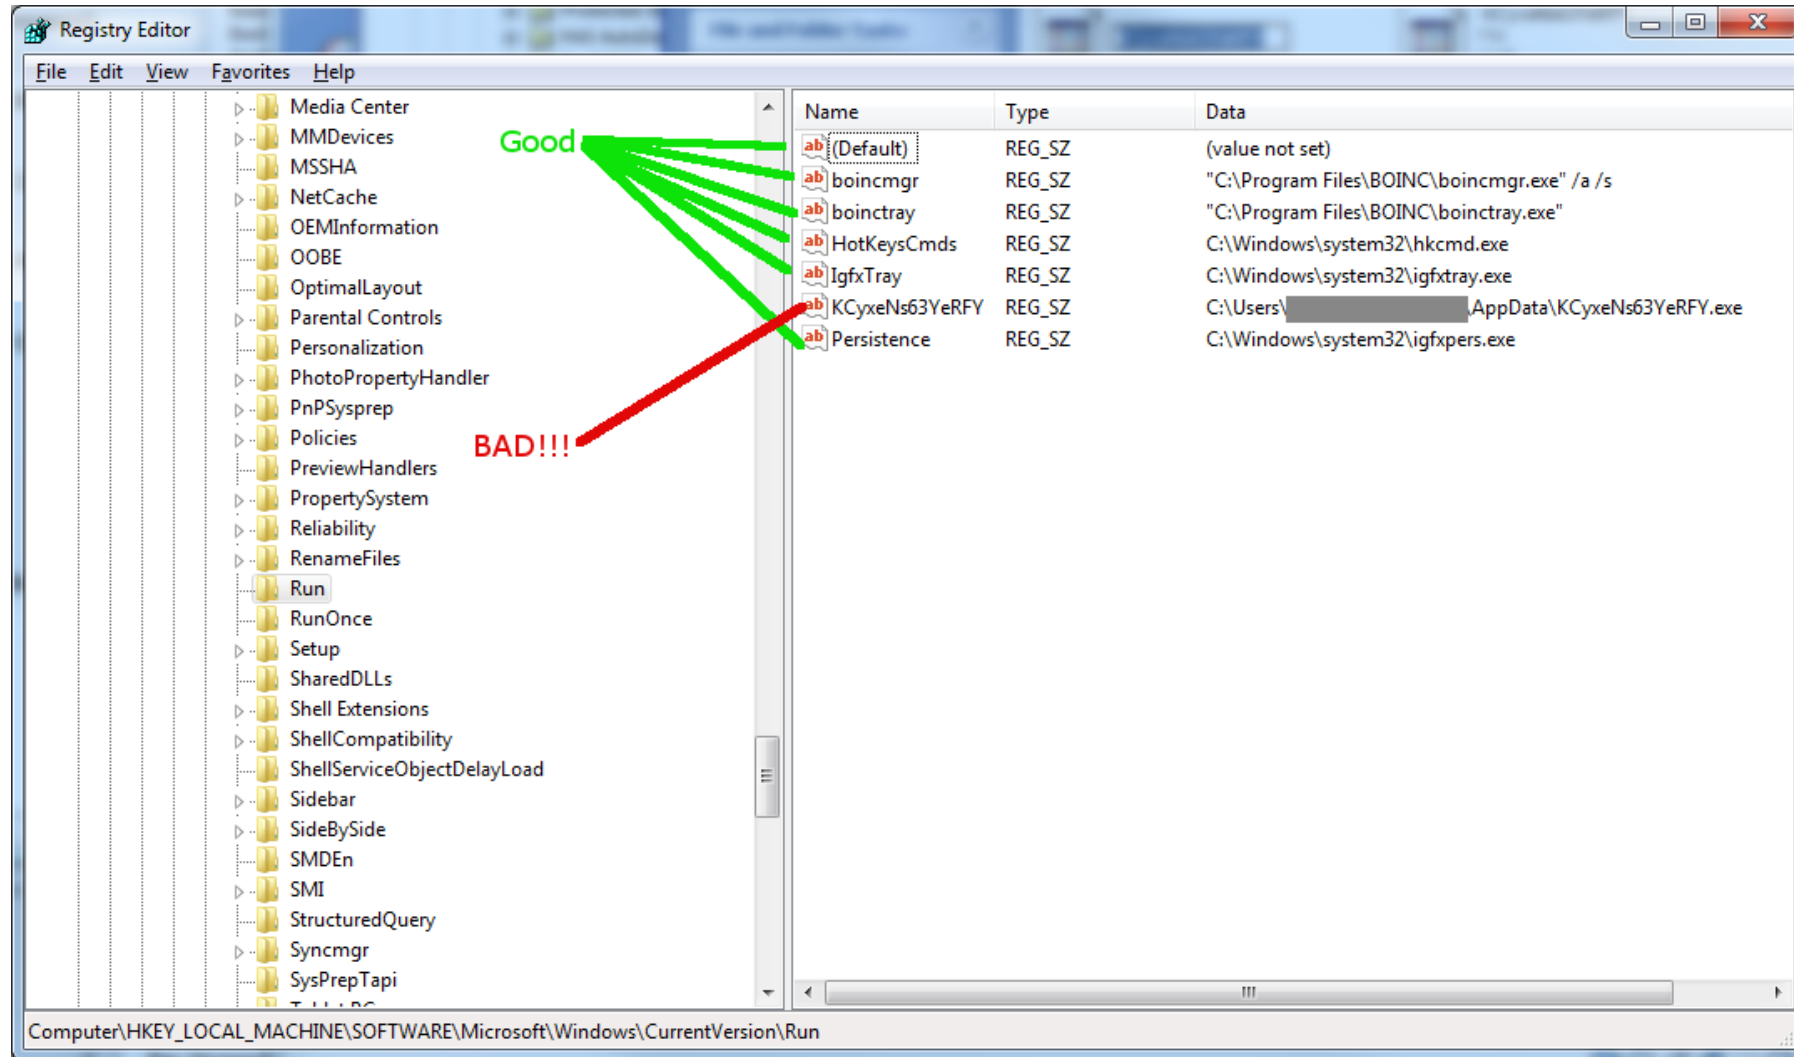 Registry Editor
File Edit View Favorites Help
Media Center
MMDevices
MSSHA
NetCache
OEMInformation
OOBE
OptimalLayout
Parental Controls
Personalization
PhotoPropertyHandler
PnPSysprep
Policies
PreviewHandlers
PropertySystem
Reliability
RenameFiles
Run
RunOnce
Setup
SharedDLLs
Shell Extensions
ShellCompatibility
ShellServiceObjectDelayLoad
Sidebar
SideBySide
SMDEn
SMI
StructuredQuery
Syncmgr
SysPrepTapi
Good
BAD!!!
Name Type Data
(Default) REG_SZ (value not set)
boincmgr REG_SZ "C:\Program Files\BOINC\boincmgr.exe" /a /s
boinctray REG_SZ "C:\Program Files\BOINC\boinctray.exe"
HotKeysCmds REG_SZ C:\Windows\system32\hkcmd.exe
IgfxTray REG_SZ C:\Windows\system32\igfxtray.exe
KCyxeNs63YeRFY REG_SZ C:\Users\ \AppData\KCyxeNs63YeRFY.exe
Persistence REG_SZ C:\Windows\system32\igfxpers.exe
Computer\HKEY_LOCAL_MACHINE\SOFTWARE\Microsoft\Windows\CurrentVersion\Run